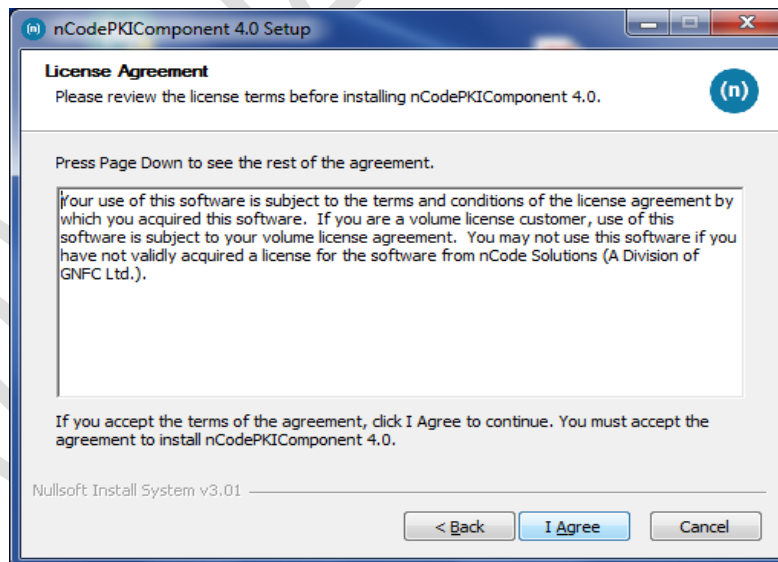 (n) nCodePKIComponent 4.0 Setup
License Agreement
Please review the license terms before installing nCodePKIComponent 4.0.
(n)
Press Page Down to see the rest of the agreement.
Your use of this software is subject to the terms and conditions of the license agreement by
which you acquired this software.  If you are a volume license customer, use of this
software is subject to your volume license agreement.  You may not use this software if you
have not validly acquired a license for the software from nCode Solutions (A Division of
GNFC Ltd.).
If you accept the terms of the agreement, click I Agree to continue. You must accept the
agreement to install nCodePKIComponent 4.0.
Nullsoft Install System v3.01
< Back I Agree Cancel